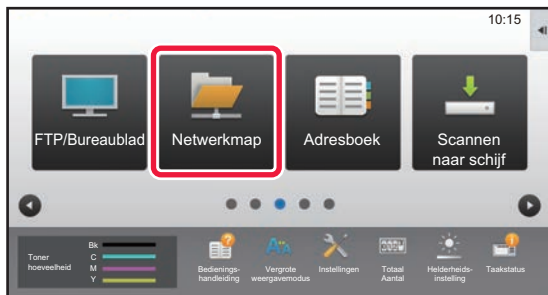 10:15
FTP/Bureaublad
Netwerkmap
Adresboek
Scannen
naar schijf
Toner
hoeveelheid
Bk
C
M
Y
Bedienings-
handleiding
Vergrote
weergavemodus
Instellingen
Totaal
Aantal
Helderheids-
instelling
Taakstatus